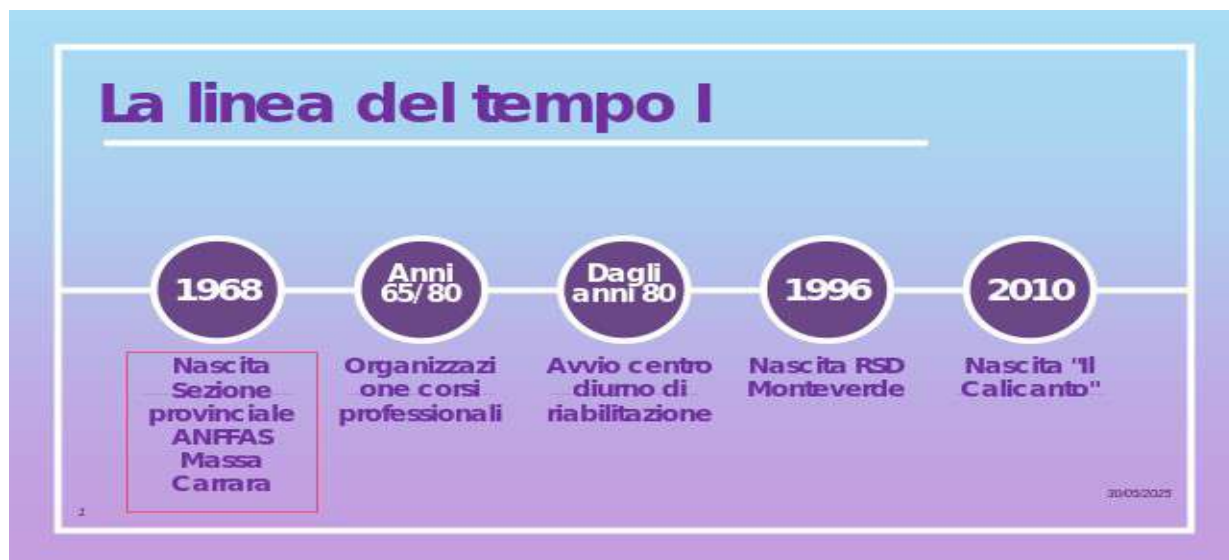 La linea del tempo I
1968
Anni
65/80
Dagli
anni 80
1996
2010
Nascita
Sezione
provinciale
ANFFAS
Massa
Carrara
Organizzazi
one corsi
professionali
Avvio centro
diurno di
riabilitazione
Nascita RSD
Monteverde
Nascita "Il
Calicanto"
30/05/2025